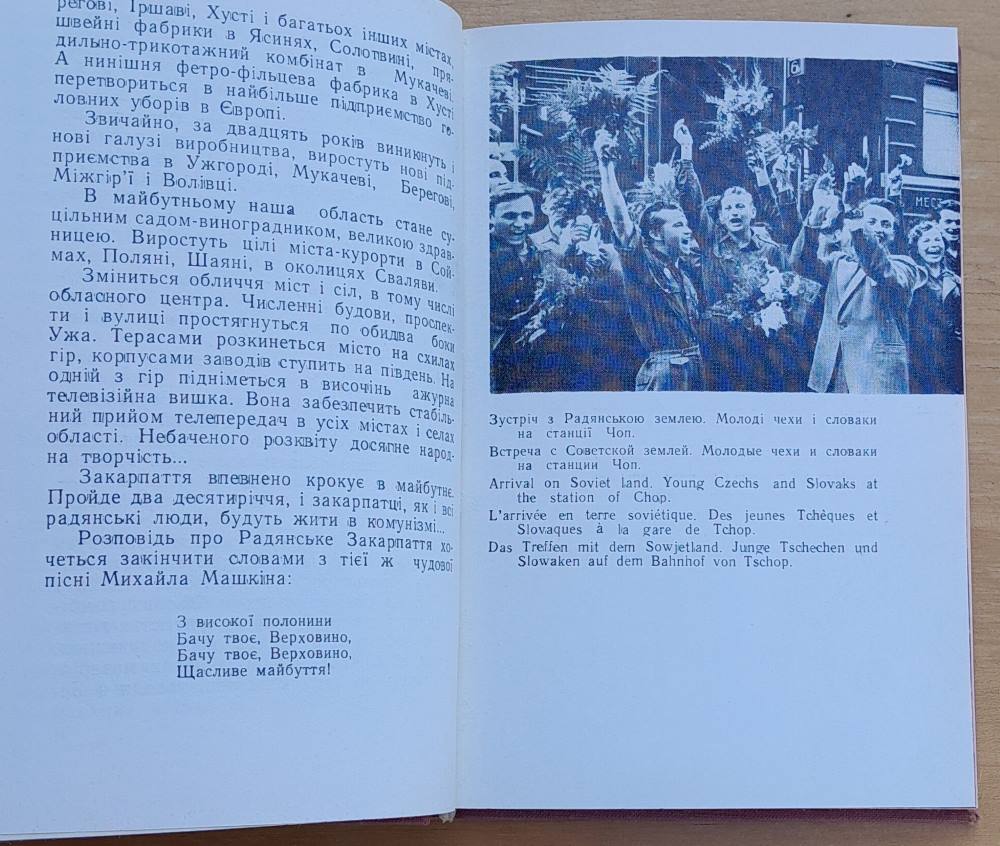 регові, Іршаві, Хусті і багатьох інших містах,
швейні фабрики в Ясинях, Солотвині, пря-
дильно-трикотажний комбінат в Мукачеві.
А нинішня фетро-фільцева фабрика в Хусті
перетвориться в найбільше підприємство го-
ловних уборів в Європі.
Звичайно, за двадцять років виникнуть і
нові галузі виробництва, виростуть нові під-
приємства в Ужгороді, Мукачеві, Берегові,
Міжгір'ї і Воловці.
В майбутньому наша область стане су-
цільним садом-виноградником, великою здрав-
ницею. Виростуть цілі міста-курорти в Сой-
мах, Поляні, Шаяні, в околицях Сваляви.
Зміниться обличчя міст і сіл, в тому числі
обласного центра. Численні будови, проспек-
ти і вулиці простягнуться по обидва боки
Ужа. Терасами розкинеться місто на схилах
гір, корпусами заводів ступить на південь. На
одній з гір підніметься в височінь ажурна
телевізійна вишка. Вона забезпечить стабіль-
ний прийом телепередач в усіх містах і селах
області. Небаченого розквіту досягне народ-
на творчість...
Закарпаття впевнено крокує в майбутнє.
Пройде два десятиріччя, і закарпатці, як і всі
радянські люди, будуть жити в комунізмі...
Розповідь про Радянське Закарпаття хо-
четься закінчити словами з тієї ж чудової
пісні Михайла Машкіна:
З високої полонини
Бачу твоє, Верховино,
Бачу твоє, Верховино,
Щасливе майбуття!
6
МЕСТ
Зустріч з Радянською землею. Молоді чехи і словаки
на станції Чоп.
Встреча с Советской землей. Молодые чехи и словаки
на станции Чоп.
Arrival on Soviet land. Young Czechs and Slovaks at
the station of Chop.
L'arrivée en terre soviétique. Des jeunes Tchèques et
Slovaques à la gare de Tchop.
Das Treffen mit dem Sowjetland. Junge Tschechen und
Slowaken auf dem Bahnhof von Tschop.